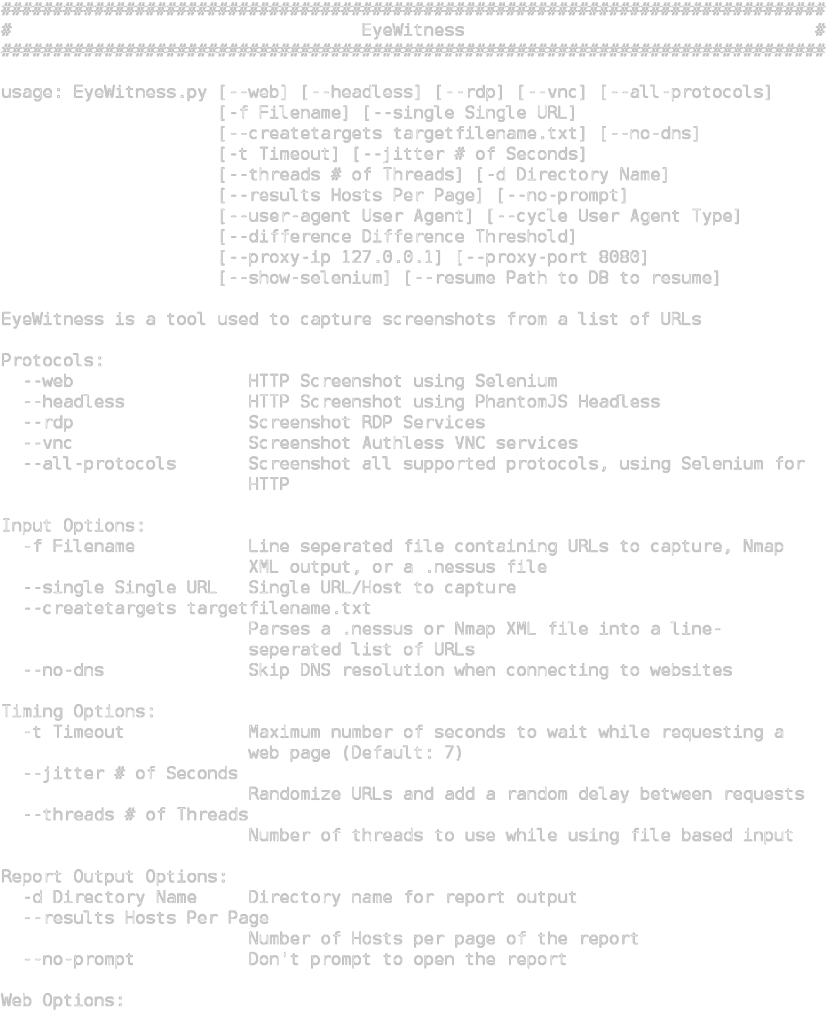 ################################################################################
#                                  EyeWitness                                  #
################################################################################
usage: EyeWitness.py [--web] [--headless] [--rdp] [--vnc] [--all-protocols]
                     [-f Filename] [--single Single URL]
                     [--createtargets targetfilename.txt] [--no-dns]
                     [-t Timeout] [--jitter # of Seconds]
                     [--threads # of Threads] [-d Directory Name]
                     [--results Hosts Per Page] [--no-prompt]
                     [--user-agent User Agent] [--cycle User Agent Type]
                     [--difference Difference Threshold]
                     [--proxy-ip 127.0.0.1] [--proxy-port 8080]
                     [--show-selenium] [--resume Path to DB to resume]
EyeWitness is a tool used to capture screenshots from a list of URLs
Protocols:
  --web                 HTTP Screenshot using Selenium
  --headless            HTTP Screenshot using PhantomJS Headless
  --rdp                 Screenshot RDP Services
  --vnc                 Screenshot Authless VNC services
  --all-protocols       Screenshot all supported protocols, using Selenium for
                        HTTP
Input Options:
  -f Filename           Line seperated file containing URLs to capture, Nmap
                        XML output, or a .nessus file
  --single Single URL   Single URL/Host to capture
  --createtargets targetfilename.txt
                        Parses a .nessus or Nmap XML file into a line-
                        seperated list of URLs
  --no-dns              Skip DNS resolution when connecting to websites
Timing Options:
  -t Timeout            Maximum number of seconds to wait while requesting a
                        web page (Default: 7)
  --jitter # of Seconds
                        Randomize URLs and add a random delay between requests
  --threads # of Threads
                        Number of threads to use while using file based input
Report Output Options:
  -d Directory Name     Directory name for report output
  --results Hosts Per Page
                        Number of Hosts per page of the report
  --no-prompt           Don't prompt to open the report
Web Options: